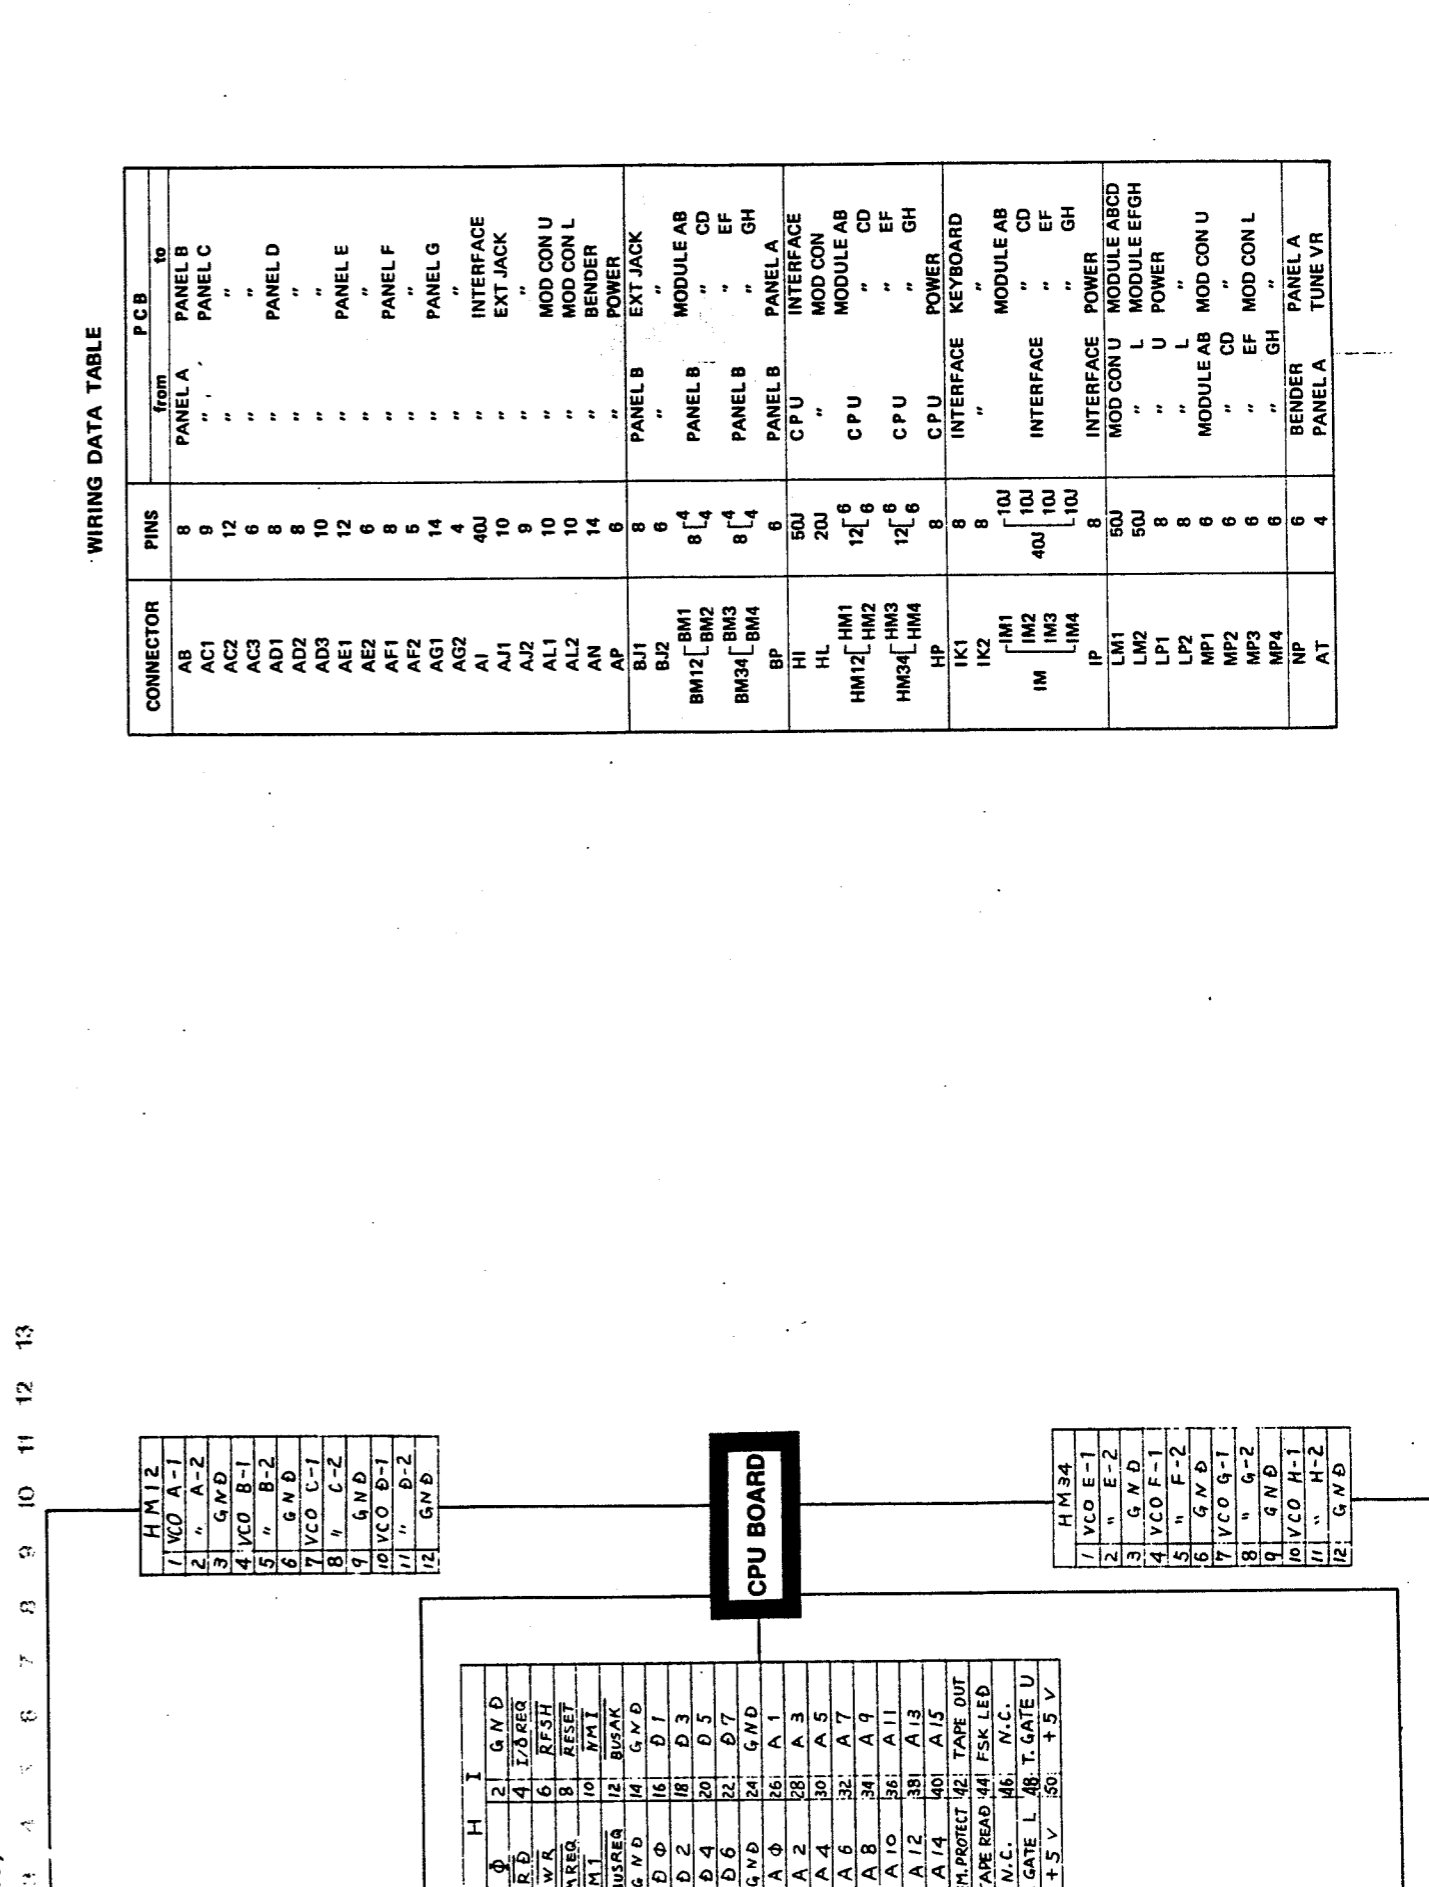 WIRING DATA TABLE
CONNECTOR PINS PCB
from to
AB 8 PANEL A PANEL B
AC1 9 " PANEL C
AC2 12 " "
AC3 6 " "
AD1 8 " PANEL D
AD2 8 " "
AD3 10 " "
AE1 12 " PANEL E
AE2 6 " "
AF1 8 " PANEL F
AF2 5 " "
AG1 14 " PANEL G
AG2 4 " "
AI 40J " INTERFACE
AJ1 10 " EXT JACK
AJ2 9 " "
AL1 10 " MOD CON U
AL2 10 " MOD CON L
AN 14 " BENDER
AP 6 " POWER
BJ1 8 PANEL B EXT JACK
BJ2 6 " "
BM12 BM1 8 4 PANEL B MODULE AB
BM2 4 " CD
BM34 BM3 8 4 PANEL B " EF
BM4 4 " GH
BP 6 PANEL B PANEL A
HI 50J CPU INTERFACE
HL 20J " MOD CON
HM12 HM1 12 6 CPU MODULE AB
HM2 6 " CD
HM34 HM3 12 6 CPU " EF
HM4 6 " GH
HP 8 CPU POWER
IK1 8 INTERFACE KEYBOARD
IK2 8 " "
IM IM1 40J 10J INTERFACE MODULE AB
IM2 10J " CD
IM3 10J " EF
IM4 10J " GH
IP 8 INTERFACE POWER
LM1 50J MOD CON U MODULE ABCD
LM2 50J " L MODULE EFGH
LP1 8 " U POWER
LP2 8 " L "
MP1 6 MODULE AB MOD CON U
MP2 6 " CD "
MP3 6 " EF MOD CON L
MP4 6 " GH "
NP 6 BENDER PANEL A
AT 4 PANEL A TUNE VR
4 5 6 7 8 9 10 11 12 13
HM12
1 VCO A-1
2 " A-2
3 GND
4 VCO B-1
5 " B-2
6 GND
7 VCO C-1
8 " C-2
9 GND
10 VCO D-1
11 " D-2
12 GND
CPU BOARD
HM34
1 VCO E-1
2 " E-2
3 GND
4 VCO F-1
5 " F-2
6 GND
7 VCO G-1
8 " G-2
9 GND
10 VCO H-1
11 " H-2
12 GND
H I
Φ 2 GND
RD 4 I/OREQ
WR 6 RFSH
MREQ 8 RESET
M1 10 NMI
BUSREQ 12 BUSAK
GND 14 GND
D Φ 16 D1
D2 18 D3
D4 20 D5
D6 22 D7
GND 24 GND
A Φ 26 A1
A2 28 A3
A4 30 A5
A6 32 A7
A8 34 A9
A10 36 A11
A12 38 A13
A14 40 A15
M.PROTECT 42 TAPE OUT
TAPE READ 44 FSK LED
N.C. 46 N.C.
GATE L 48 T. GATE U
+5V 50 +5V